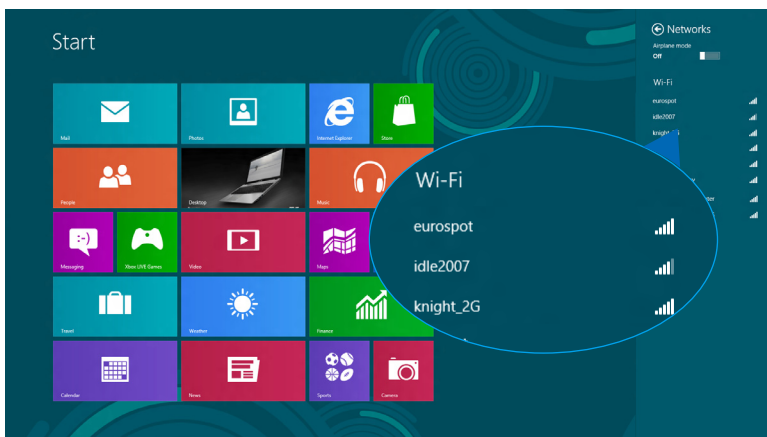 Start
Mail
Photos
Internet Explorer
Store
People
Desktop
Music
Messaging
Xbox LIVE Games
Video
Maps
Travel
Weather
Finance
Calendar
News
Sports
Camera
Networks
Airplane mode
Off
Wi-Fi
eurospot
idle2007
Wi-Fi
eurospot
idle2007
knight_2G